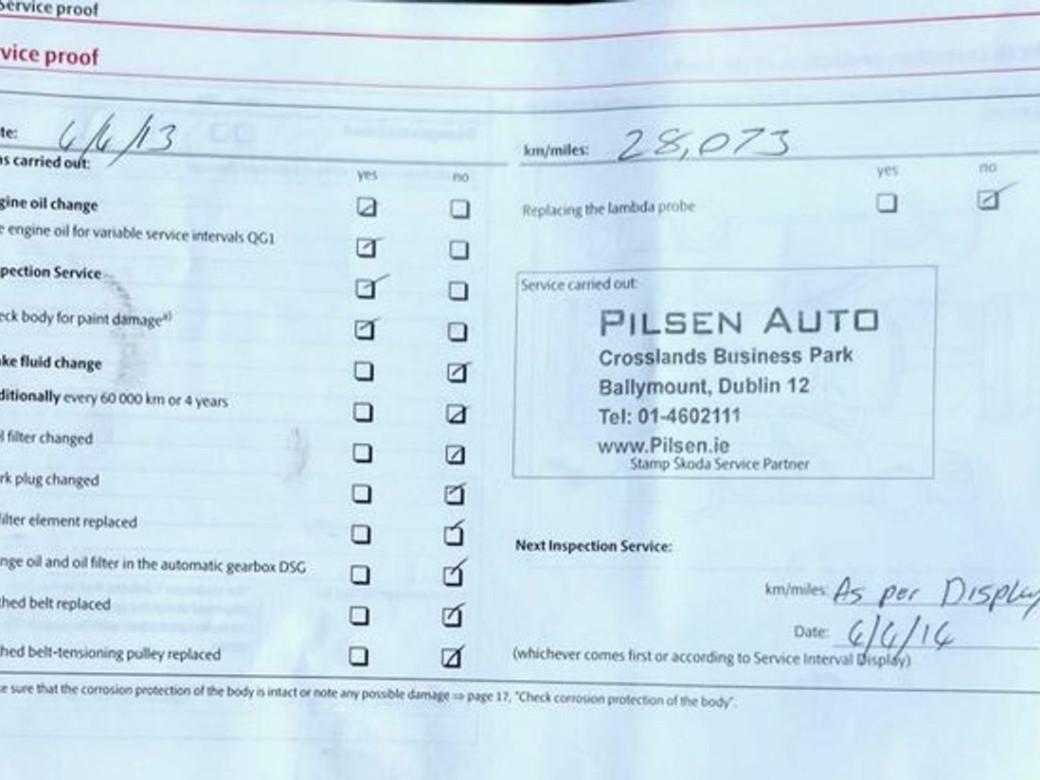 Service proof
vice proof
te: 4/4/13
s carried out:
yes no
gine oil change
e engine oil for variable service intervals QG1
pection Service
eck body for paint damageᵃ⁾
ke fluid change
ditionally every 60 000 km or 4 years
l filter changed
rk plug changed
ilter element replaced
nge oil and oil filter in the automatic gearbox DSG
hed belt replaced
hed belt-tensioning pulley replaced
km/miles: 28,073
yes no
Replacing the lambda probe
Service carried out:
PILSEN AUTO
Crosslands Business Park
Ballymount, Dublin 12
Tel: 01-4602111
www.Pilsen.ie
Stamp Škoda Service Partner
Next Inspection Service:
km/miles: As per Display
Date: 4/4/14
(whichever comes first or according to Service Interval Display)
e sure that the corrosion protection of the body is intact or note any possible damage ⇒ page 17, "Check corrosion protection of the body".